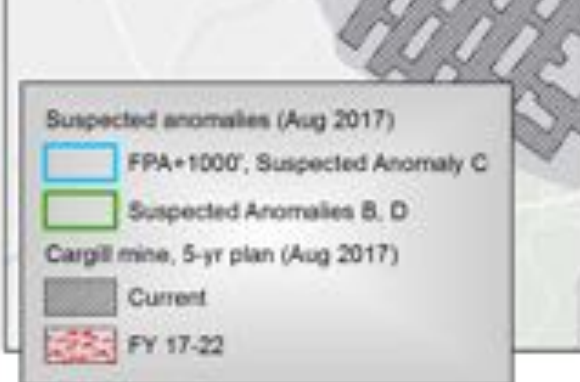 Suspected anomalies (Aug 2017)
FPA+1000', Suspected Anomaly C
Suspected Anomalies B, D
Cargill mine, 5-yr plan (Aug 2017)
Current
FY 17-22